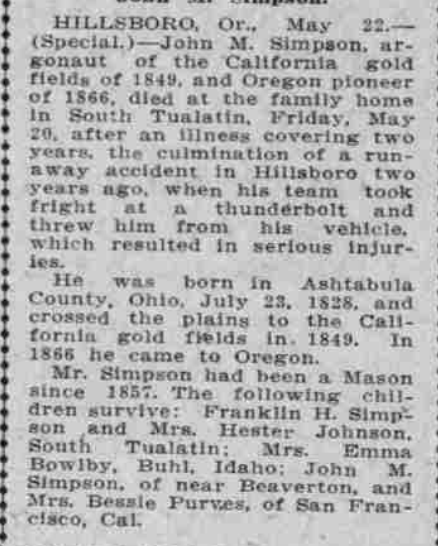 John M. Simpson.
HILLSBORO, Or., May 22.—
(Special.)—John M. Simpson, ar-
gonaut of the California gold
fields of 1849, and Oregon pioneer
of 1866, died at the family home
in South Tualatin, Friday, May
20, after an illness covering two
years, the culmination of a run-
away accident in Hillsboro two
years ago, when his team took
fright at a thunderbolt and
threw him from his vehicle,
which resulted in serious injur-
ies.
He was born in Ashtabula
County, Ohio, July 23, 1828, and
crossed the plains to the Cali-
fornia gold fields in 1849. In
1866 he came to Oregon.
Mr. Simpson had been a Mason
since 1857. The following chil-
dren survive: Franklin H. Simp-
son and Mrs. Hester Johnson,
South Tualatin; Mrs. Emma
Bowlby, Buhl, Idaho; John M.
Simpson, of near Beaverton, and
Mrs. Bessie Purves, of San Fran-
cisco, Cal.